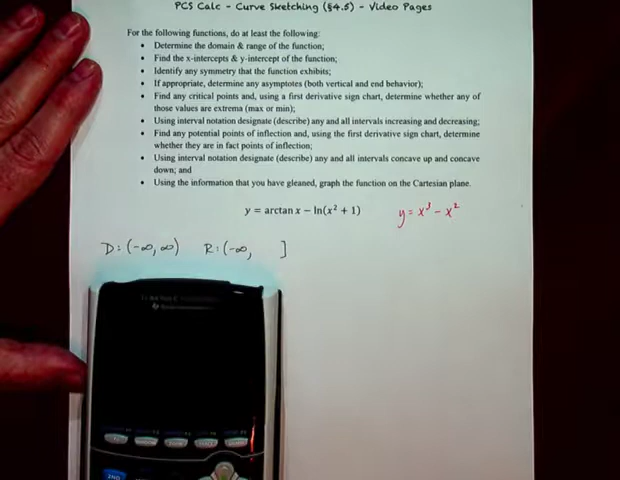 PCS Calc - Curve Sketching (§4.5) - Video Pages
For the following functions, do at least the following:
• Determine the domain & range of the function;
• Find the x-intercepts & y-intercept of the function;
• Identify any symmetry that the function exhibits;
• If appropriate, determine any asymptotes (both vertical and end behavior);
• Find any critical points and, using a first derivative sign chart, determine whether any of
those values are extrema (max or min);
• Using interval notation designate (describe) any and all intervals increasing and decreasing;
• Find any potential points of inflection and, using the first derivative sign chart, determine
whether they are in fact points of inflection;
• Using interval notation designate (describe) any and all intervals concave up and concave
down; and
• Using the information that you have gleaned, graph the function on the Cartesian plane.
y = arctan x − ln(x² + 1) y = x³ - x²
D: (-∞, ∞) R: (-∞, ]
2ND